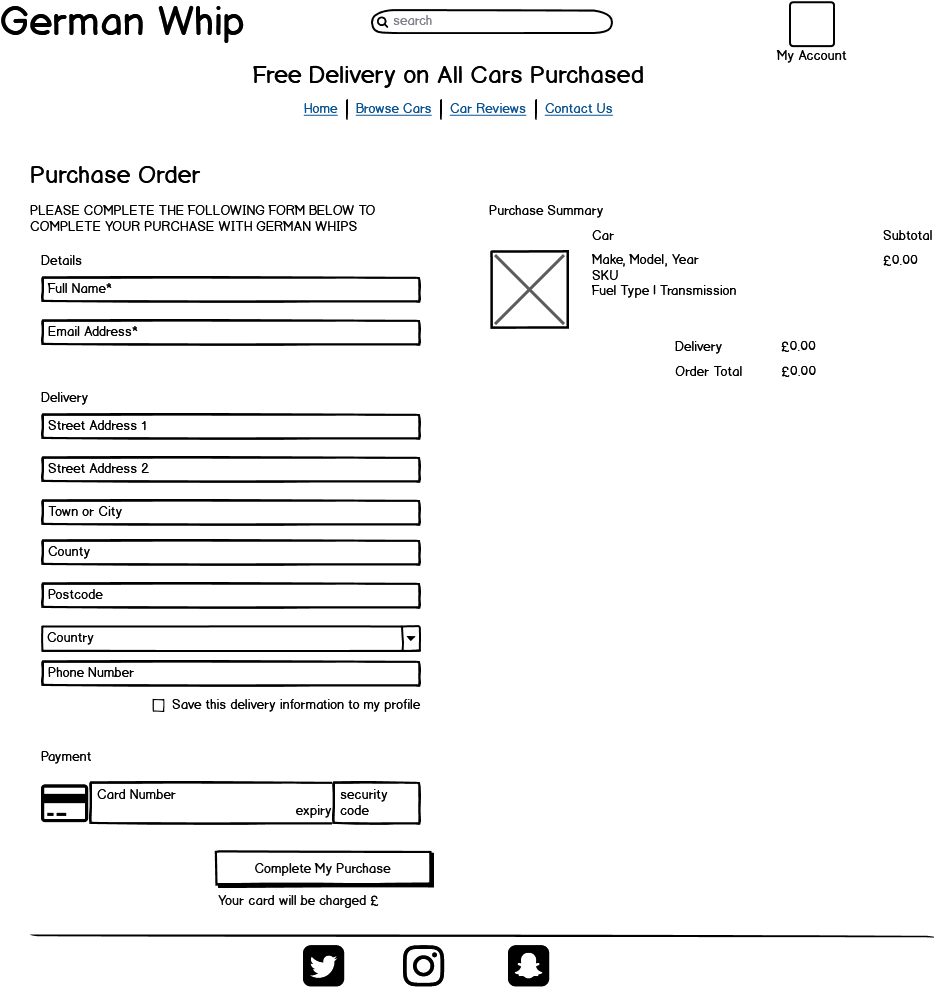 German Whip
search
My Account
Free Delivery on All Cars Purchased
Home | Browse Cars | Car Reviews | Contact Us
Purchase Order
PLEASE COMPLETE THE FOLLOWING FORM BELOW TO
COMPLETE YOUR PURCHASE WITH GERMAN WHIPS
Details
Full Name*
Email Address*
Delivery
Street Address 1
Street Address 2
Town or City
County
Postcode
Country
Phone Number
Save this delivery information to my profile
Payment
Card Number
expiry
security
code
Complete My Purchase
Your card will be charged £
Purchase Summary
Car Subtotal
Make, Model, Year £0.00
SKU
Fuel Type | Transmission
Delivery £0.00
Order Total £0.00